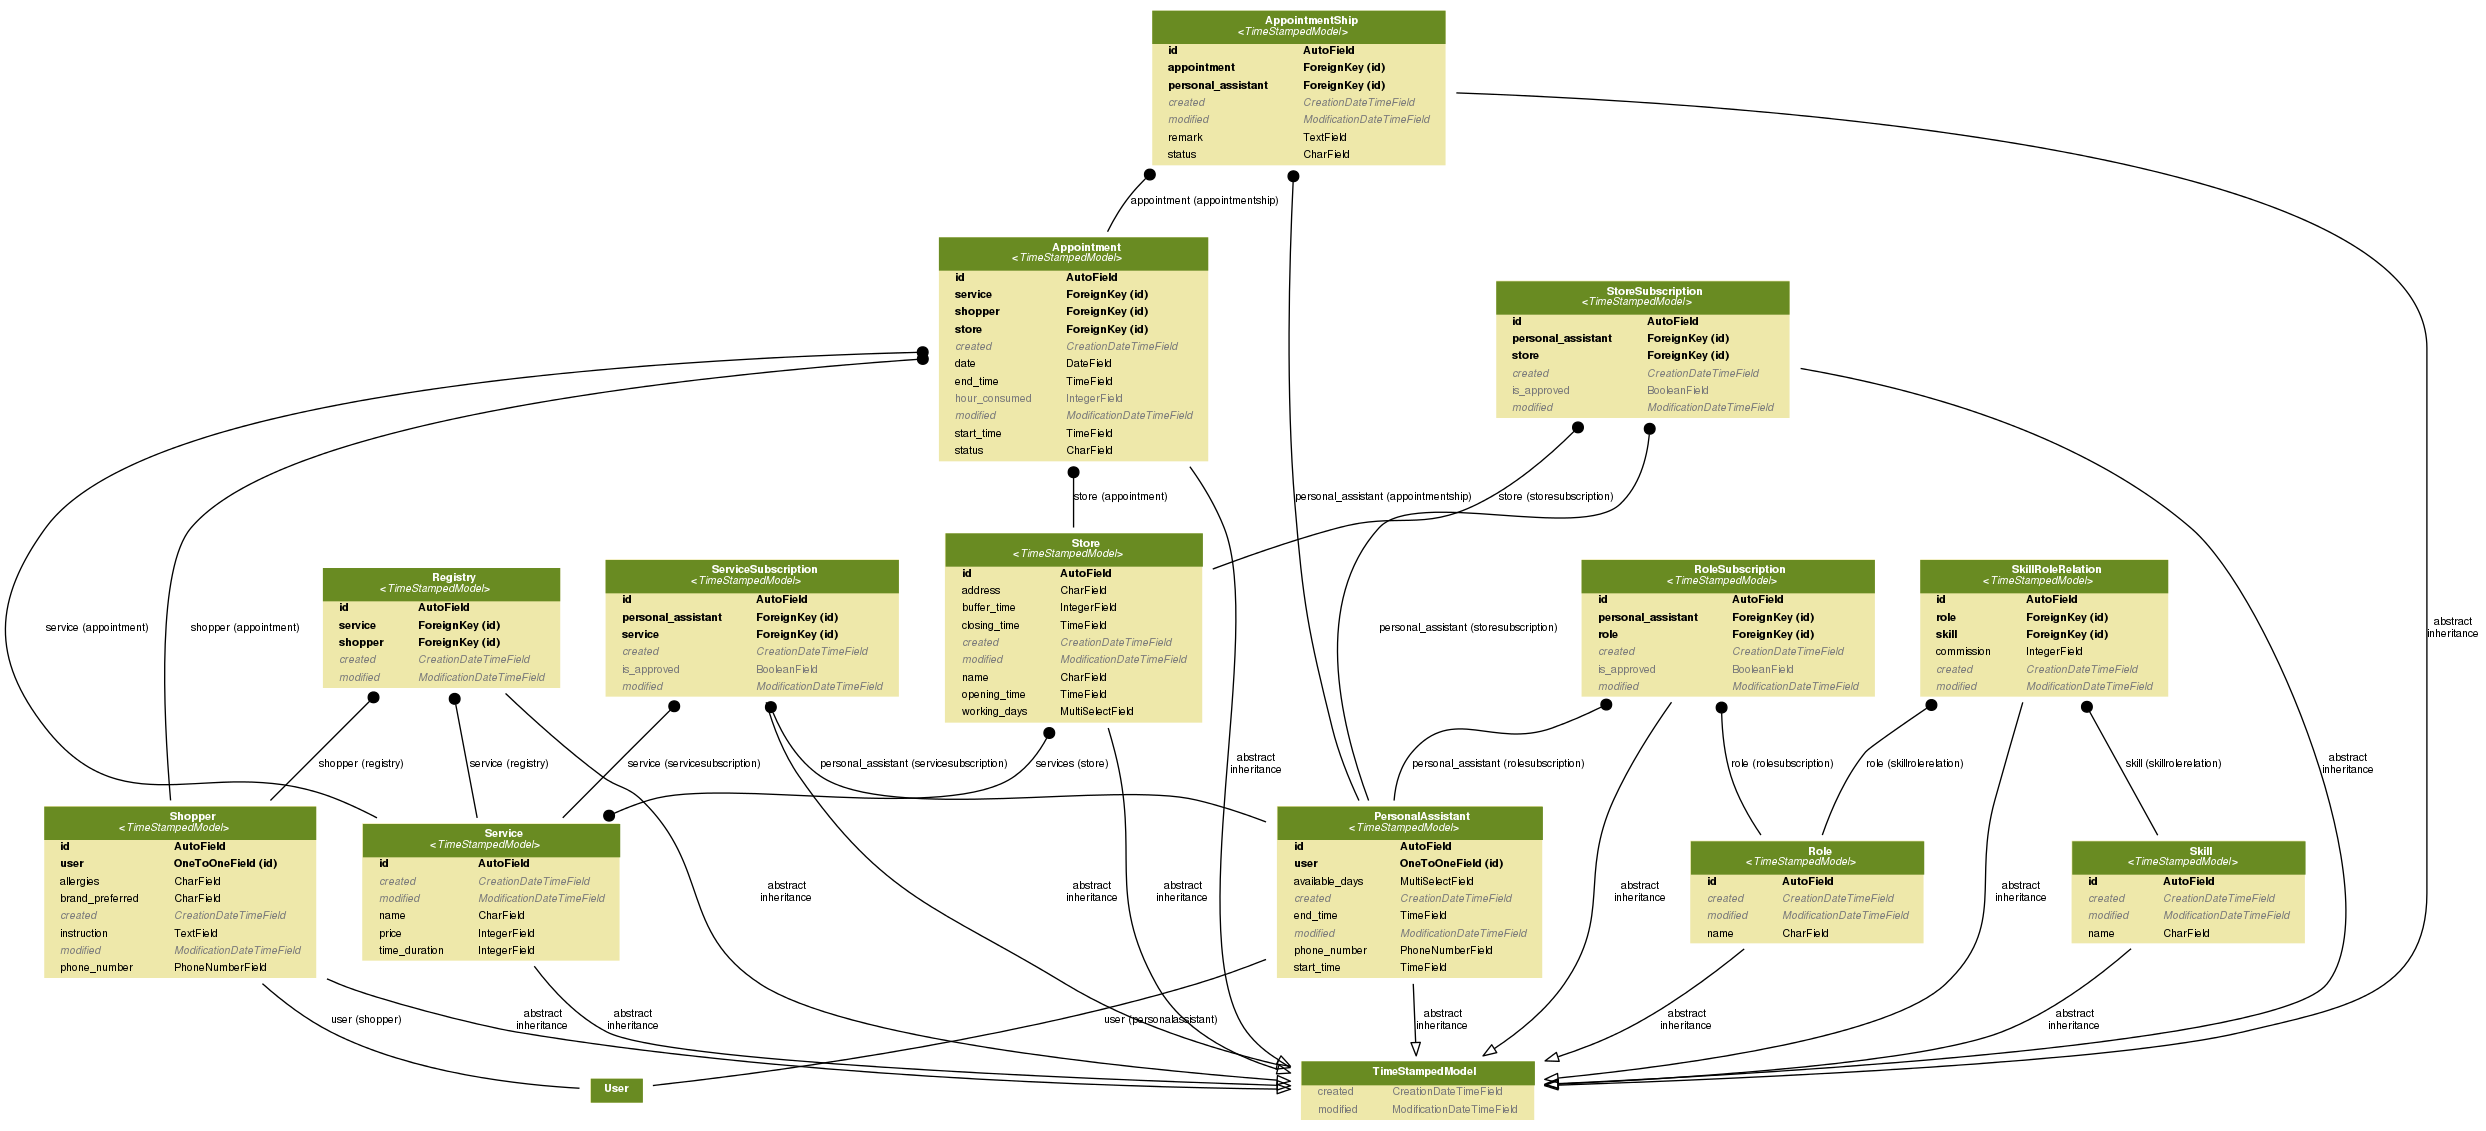 AppointmentShip
<TimeStampedModel>
id AutoField
appointment ForeignKey (id)
personal_assistant ForeignKey (id)
created CreationDateTimeField
modified ModificationDateTimeField
remark TextField
status CharField
appointment (appointmentship)
Appointment
<TimeStampedModel>
id AutoField
service ForeignKey (id)
shopper ForeignKey (id)
store ForeignKey (id)
created CreationDateTimeField
date DateField
end_time TimeField
hour_consumed IntegerField
modified ModificationDateTimeField
start_time TimeField
status CharField
StoreSubscription
<TimeStampedModel>
id AutoField
personal_assistant ForeignKey (id)
store ForeignKey (id)
created CreationDateTimeField
is_approved BooleanField
modified ModificationDateTimeField
store (appointment)
personal_assistant (appointmentship)
store (storesubscription)
service (appointment)
shopper (appointment)
Registry
<TimeStampedModel>
id AutoField
service ForeignKey (id)
shopper ForeignKey (id)
created CreationDateTimeField
modified ModificationDateTimeField
ServiceSubscription
<TimeStampedModel>
id AutoField
personal_assistant ForeignKey (id)
service ForeignKey (id)
created CreationDateTimeField
is_approved BooleanField
modified ModificationDateTimeField
Store
<TimeStampedModel>
id AutoField
address CharField
buffer_time IntegerField
closing_time TimeField
created CreationDateTimeField
modified ModificationDateTimeField
name CharField
opening_time TimeField
working_days MultiSelectField
personal_assistant (storesubscription)
RoleSubscription
<TimeStampedModel>
id AutoField
personal_assistant ForeignKey (id)
role ForeignKey (id)
created CreationDateTimeField
is_approved BooleanField
modified ModificationDateTimeField
SkillRoleRelation
<TimeStampedModel>
id AutoField
role ForeignKey (id)
skill ForeignKey (id)
commission IntegerField
created CreationDateTimeField
modified ModificationDateTimeField
abstract
inheritance
shopper (registry)
service (registry)
service (servicesubscription)
personal_assistant (servicesubscription)
services (store)
abstract
inheritance
personal_assistant (rolesubscription)
role (rolesubscription)
role (skillrolerelation)
skill (skillrolerelation)
abstract
inheritance
Shopper
<TimeStampedModel>
id AutoField
user OneToOneField (id)
allergies CharField
brand_preferred CharField
created CreationDateTimeField
instruction TextField
modified ModificationDateTimeField
phone_number PhoneNumberField
Service
<TimeStampedModel>
id AutoField
created CreationDateTimeField
modified ModificationDateTimeField
name CharField
price IntegerField
time_duration IntegerField
abstract
inheritance
abstract
inheritance
abstract
inheritance
PersonalAssistant
<TimeStampedModel>
id AutoField
user OneToOneField (id)
available_days MultiSelectField
created CreationDateTimeField
end_time TimeField
modified ModificationDateTimeField
phone_number PhoneNumberField
start_time TimeField
abstract
inheritance
Role
<TimeStampedModel>
id AutoField
created CreationDateTimeField
modified ModificationDateTimeField
name CharField
abstract
inheritance
Skill
<TimeStampedModel>
id AutoField
created CreationDateTimeField
modified ModificationDateTimeField
name CharField
user (shopper)
abstract
inheritance
abstract
inheritance
user (personalassistant)
abstract
inheritance
abstract
inheritance
abstract
inheritance
User
TimeStampedModel
created CreationDateTimeField
modified ModificationDateTimeField